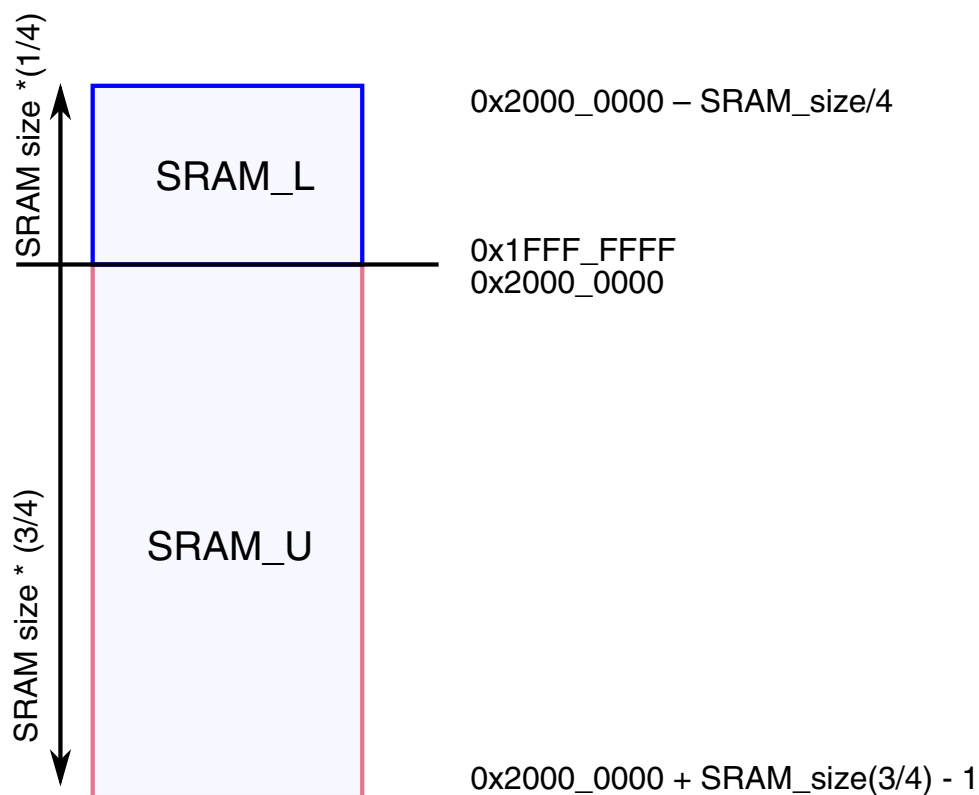 SRAM size *(1/4)
0x2000_0000 – SRAM_size/4
SRAM_L
0x1FFF_FFFF
0x2000_0000
SRAM size * (3/4)
SRAM_U
0x2000_0000 + SRAM_size(3/4) - 1